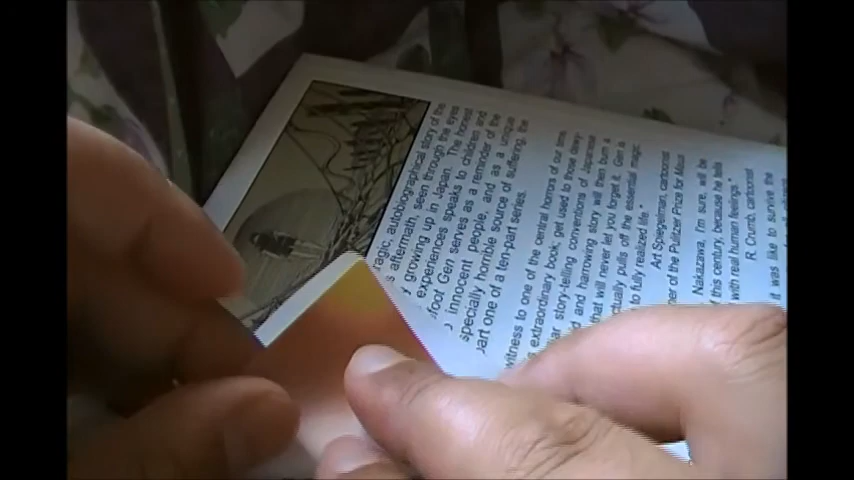 ragic, autobiographical story of the
aftermath, seen through the eyes
growing up in Japan. The honest
experiences speaks to children and
foot Gen serves as a reminder of the
innocent people, and as a unique
specially horrible source of suffering, the
part one of a ten-part series.
witness to one of the central horrors of our time.
extraordinary book; get used to those
story-telling conventions of Japanese
and harrowing story will then burn a
that will never let you forget it. Gen is
pulls off the essential magic,
to fully realized life."
Art Spiegelman, cartoonist
of the Pulitzer Prize for Maus
Nakazawa, I'm sure, will be
this century, because he tells
with real human feelings."
R. Crumb, cartoonist
it was like to survive